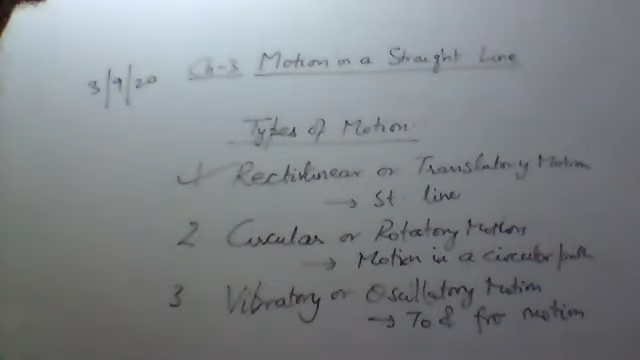 3/9/20 Ch-3 Motion in a Straight Line
Types of Motion
Rectilinear or Translatory Motion
→ St line
2 Circular or Rotatory Motion
→ Motion in a circular path
3 Vibratory or Oscillatory Motion
→ To & fro motion